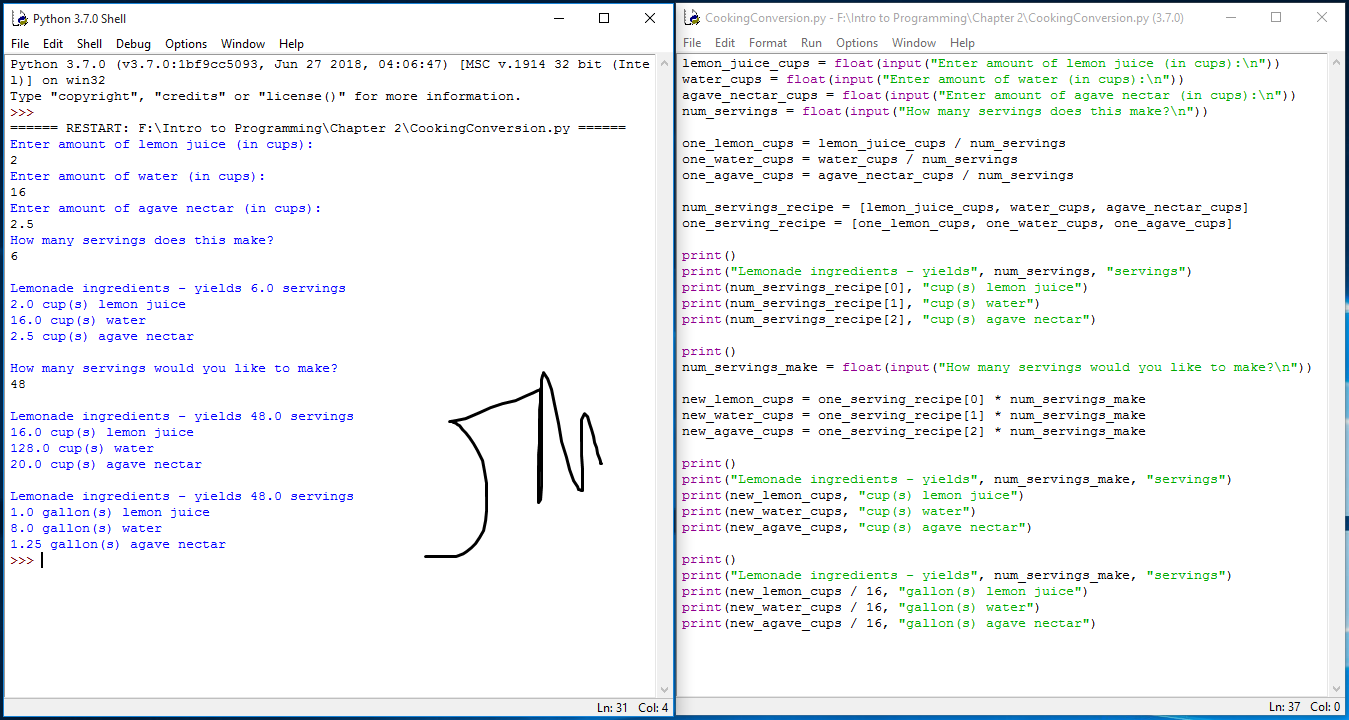 Python 3.7.0 Shell
File Edit Shell Debug Options Window Help
Python 3.7.0 (v3.7.0:1bf9cc5093, Jun 27 2018, 04:06:47) [MSC v.1914 32 bit (Inte
l)] on win32
Type "copyright", "credits" or "license()" for more information.
>>>
====== RESTART: F:\Intro to Programming\Chapter 2\CookingConversion.py ======
Enter amount of lemon juice (in cups):
2
Enter amount of water (in cups):
16
Enter amount of agave nectar (in cups):
2.5
How many servings does this make?
6

Lemonade ingredients - yields 6.0 servings
2.0 cup(s) lemon juice
16.0 cup(s) water
2.5 cup(s) agave nectar

How many servings would you like to make?
48

Lemonade ingredients - yields 48.0 servings
16.0 cup(s) lemon juice
128.0 cup(s) water
20.0 cup(s) agave nectar

Lemonade ingredients - yields 48.0 servings
1.0 gallon(s) lemon juice
8.0 gallon(s) water
1.25 gallon(s) agave nectar
>>>
Ln: 31 Col: 4
CookingConversion.py - F:\Intro to Programming\Chapter 2\CookingConversion.py (3.7.0)
File Edit Format Run Options Window Help
lemon_juice_cups = float(input("Enter amount of lemon juice (in cups):\n"))
water_cups = float(input("Enter amount of water (in cups):\n"))
agave_nectar_cups = float(input("Enter amount of agave nectar (in cups):\n"))
num_servings = float(input("How many servings does this make?\n"))

one_lemon_cups = lemon_juice_cups / num_servings
one_water_cups = water_cups / num_servings
one_agave_cups = agave_nectar_cups / num_servings

num_servings_recipe = [lemon_juice_cups, water_cups, agave_nectar_cups]
one_serving_recipe = [one_lemon_cups, one_water_cups, one_agave_cups]

print()
print("Lemonade ingredients - yields", num_servings, "servings")
print(num_servings_recipe[0], "cup(s) lemon juice")
print(num_servings_recipe[1], "cup(s) water")
print(num_servings_recipe[2], "cup(s) agave nectar")

print()
num_servings_make = float(input("How many servings would you like to make?\n"))

new_lemon_cups = one_serving_recipe[0] * num_servings_make
new_water_cups = one_serving_recipe[1] * num_servings_make
new_agave_cups = one_serving_recipe[2] * num_servings_make

print()
print("Lemonade ingredients - yields", num_servings_make, "servings")
print(new_lemon_cups, "cup(s) lemon juice")
print(new_water_cups, "cup(s) water")
print(new_agave_cups, "cup(s) agave nectar")

print()
print("Lemonade ingredients - yields", num_servings_make, "servings")
print(new_lemon_cups / 16, "gallon(s) lemon juice")
print(new_water_cups / 16, "gallon(s) water")
print(new_agave_cups / 16, "gallon(s) agave nectar")
Ln: 37 Col: 0